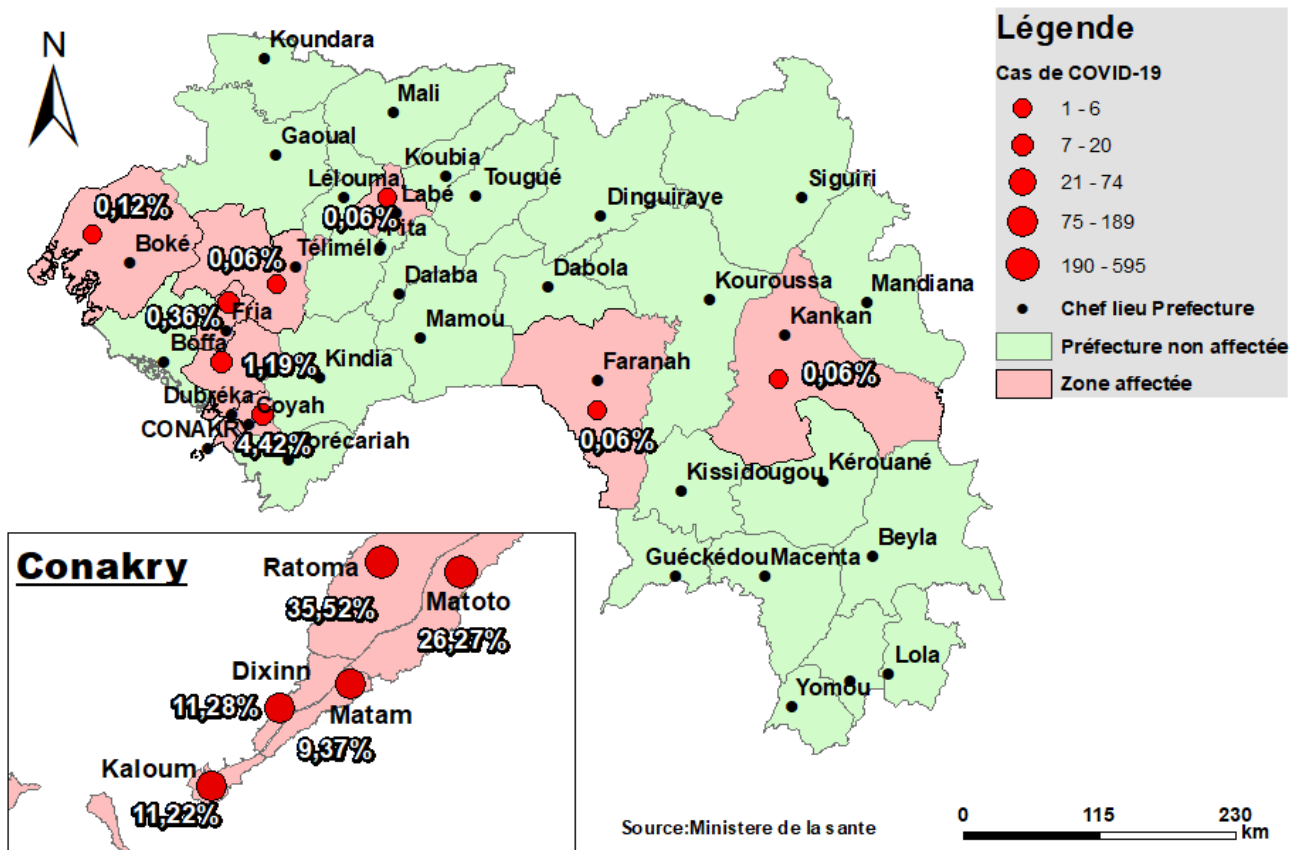 N
Koundara
Mali
Gaoual
Koubia
Lélouma
Labé
Tougué
Siguiri
0,12%
0,06%
Pita
Dinguiraye
Boké
0,06%
Télimélé
Dalaba
Dabola
Kouroussa
Mandiana
0,36%
Fria
Mamou
Kankan
Boffa
1,19%
Kindia
Faranah
0,06%
Dubréka
Coyah
CONAKRY
4,42%
Forécariah
0,06%
Kissidougou
Kérouané
Guéckédou
Macenta
Beyla
Lola
Yomou
Légende
Cas de COVID-19
1 - 6
7 - 20
21 - 74
75 - 189
190 - 595
Chef lieu Prefecture
Préfecture non affectée
Zone affectée
Conakry
Ratoma
35,52%
Matoto
26,27%
Dixinn
11,28%
Matam
9,37%
Kaloum
11,22%
Source:Ministere de la sante
0 115 230
km